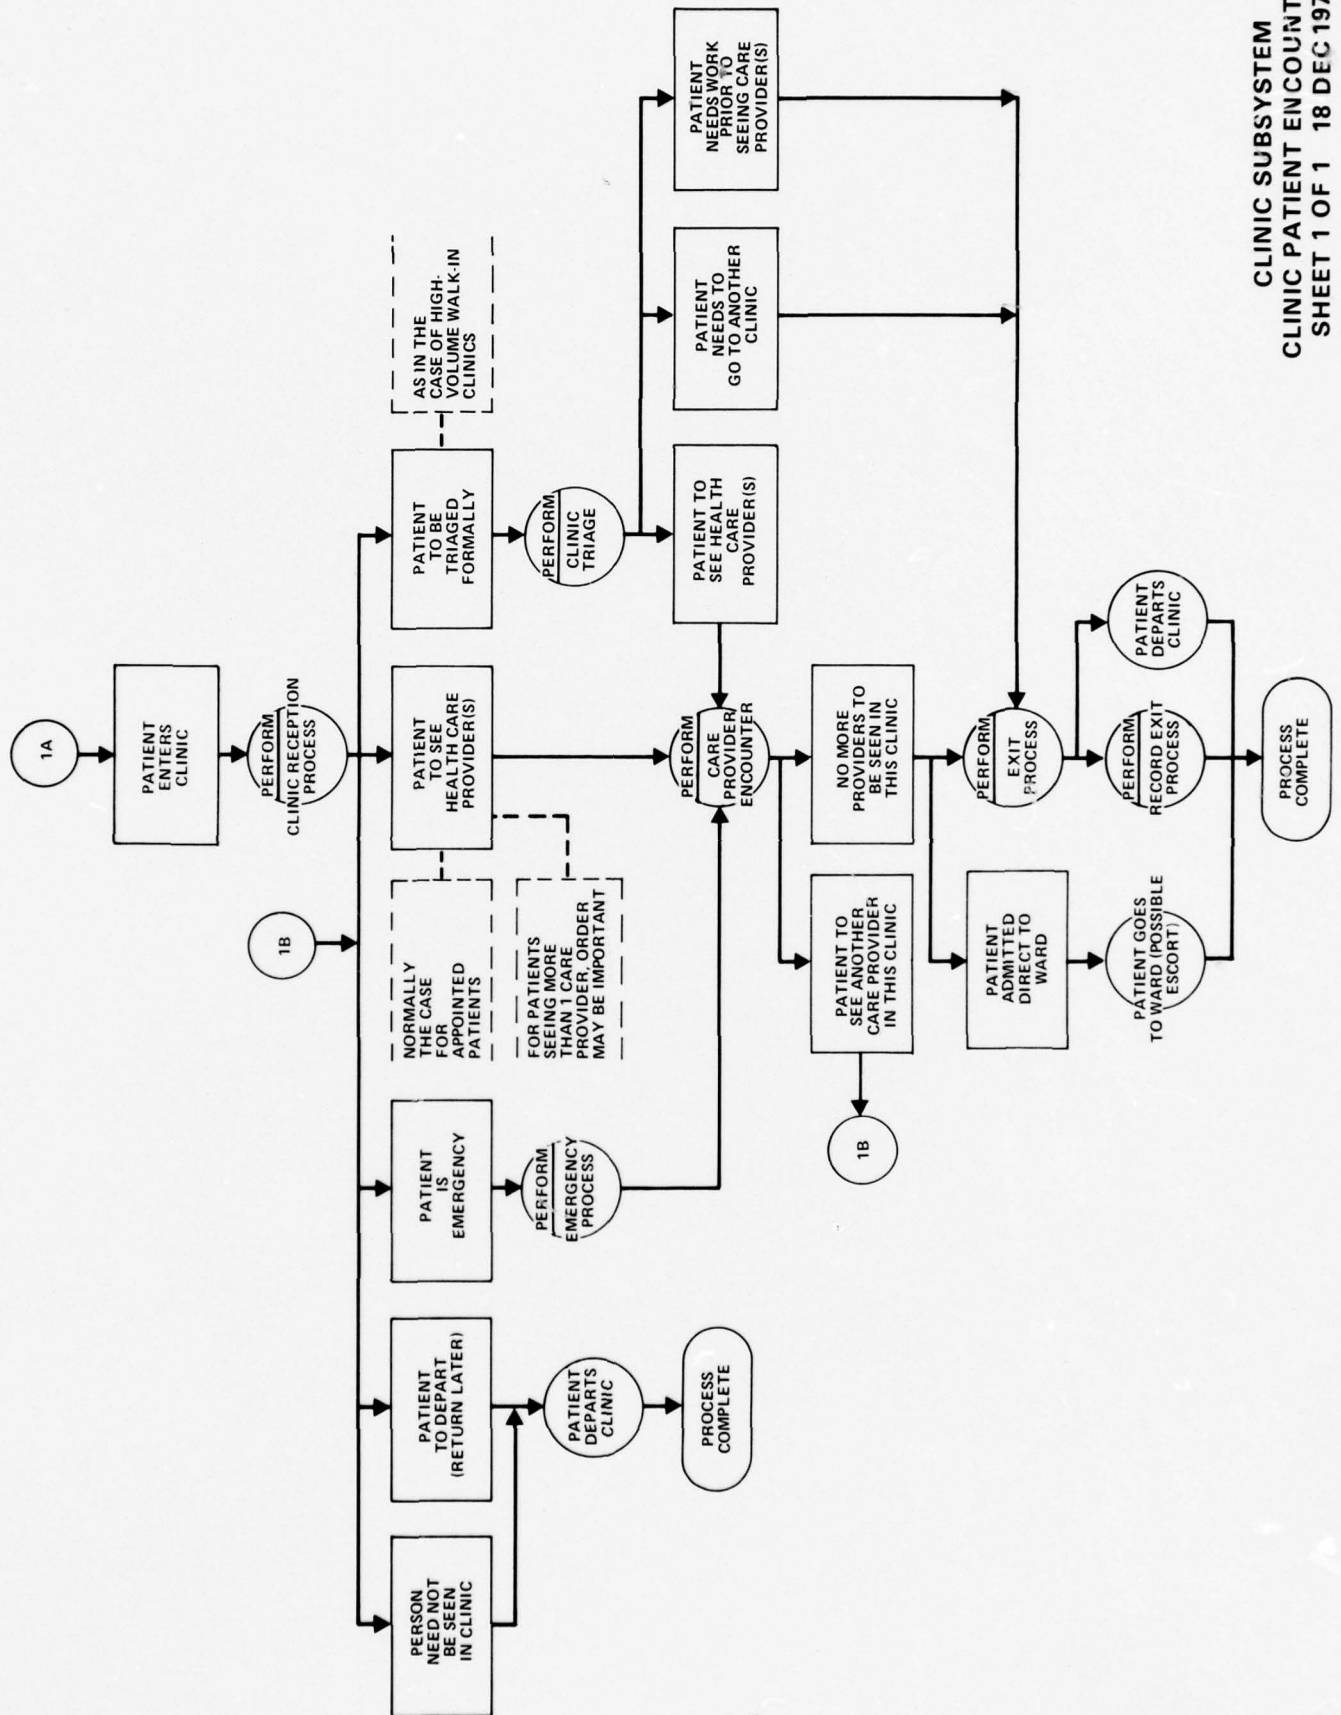 1A
PATIENT
ENTERS
CLINIC
PERFORM
CLINIC RECEPTION
PROCESS
1B
PERSON
NEED NOT
BE SEEN
IN CLINIC
PATIENT
TO DEPART
(RETURN LATER)
PATIENT
IS
EMERGENCY
NORMALLY
THE CASE
FOR
APPOINTED
PATIENTS
PATIENT
TO SEE
HEALTH CARE
PROVIDER(S)
PATIENT
TO BE
TRIAGED
FORMALLY
AS IN THE
CASE OF HIGH-
VOLUME WALK-IN
CLINICS
FOR PATIENTS
SEEING MORE
THAN 1 CARE
PROVIDER, ORDER
MAY BE IMPORTANT
PATIENT
DEPARTS
CLINIC
PROCESS
COMPLETE
PERFORM
EMERGENCY
PROCESS
PERFORM
CLINIC
TRIAGE
PATIENT TO
SEE HEALTH
CARE
PROVIDER(S)
PATIENT
NEEDS TO
GO TO ANOTHER
CLINIC
PATIENT
NEEDS WORK
PRIOR TO
SEEING CARE
PROVIDER(S)
PERFORM
CARE
PROVIDER
ENCOUNTER
1B
PATIENT TO
SEE ANOTHER
CARE PROVIDER
IN THIS CLINIC
NO MORE
PROVIDERS TO
BE SEEN IN
THIS CLINIC
PATIENT
ADMITTED
DIRECT TO
WARD
PERFORM
EXIT
PROCESS
PATIENT GOES
TO WARD (POSSIBLE
ESCORT)
PERFORM
RECORD EXIT
PROCESS
PATIENT
DEPARTS
CLINIC
PROCESS
COMPLETE
CLINIC SUBSYSTEM
CLINIC PATIENT ENCOUNT
SHEET 1 OF 1 18 DEC 197